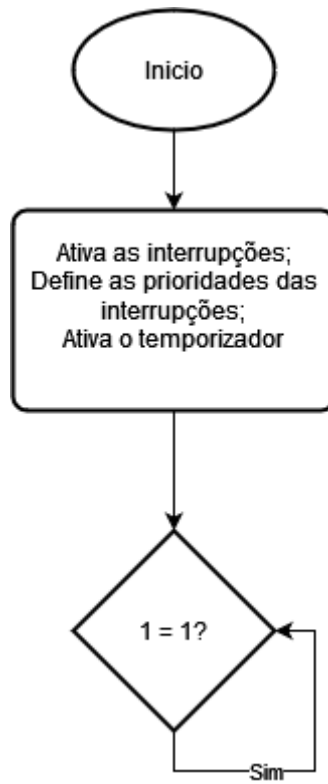 Inicio
Ativa as interrupções;
Define as prioridades das
interrupções;
Ativa o temporizador
1 = 1?
Sim